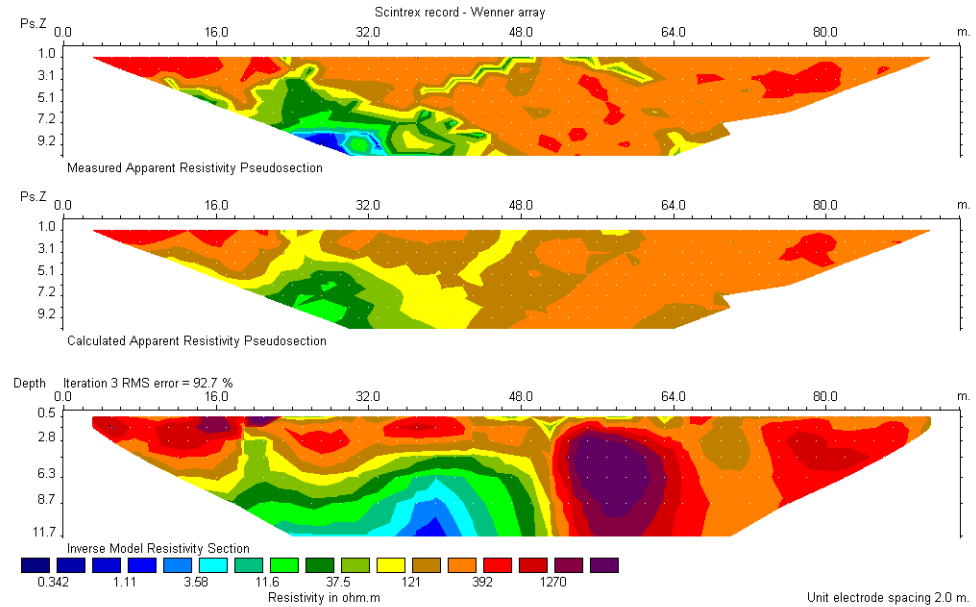 Scintrex record - Wenner array
Ps.Z
0.0 16.0 32.0 48.0 64.0 80.0 m.
1.0
3.1
5.1
7.2
9.2
Measured Apparent Resistivity Pseudosection
Ps.Z
0.0 16.0 32.0 48.0 64.0 80.0 m.
1.0
3.1
5.1
7.2
9.2
Calculated Apparent Resistivity Pseudosection
Depth Iteration 3 RMS error = 92.7 %
0.0 16.0 32.0 48.0 64.0 80.0 m.
0.5
2.8
6.3
8.7
11.7
Inverse Model Resistivity Section
0.342 1.11 3.58 11.6 37.5 121 392 1270
Resistivity in ohm.m Unit electrode spacing 2.0 m.